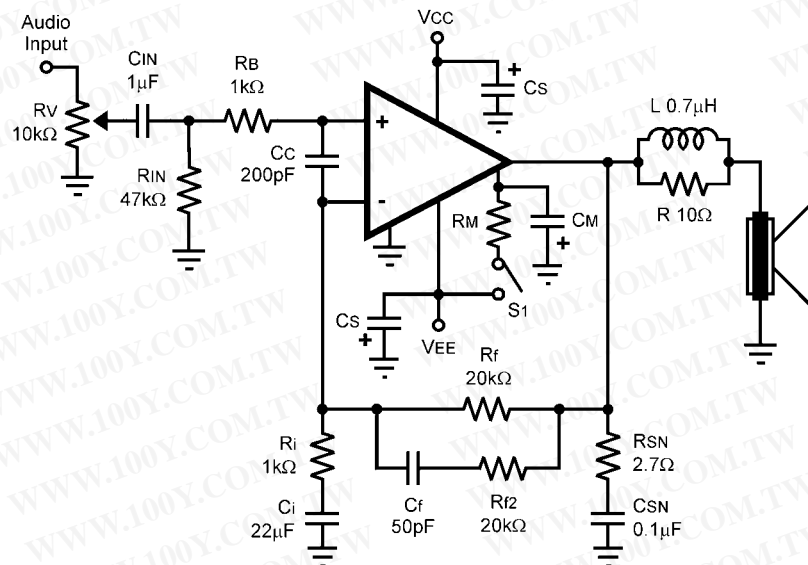 Audio
Input
VCC
CIN
1μF
RB
1kΩ
+
CS
RV
10kΩ
L 0.7μH
+
CC
200pF
RIN
47kΩ
-
R 10Ω
RM
CM
+
S1
CS
+
VEE
Rf
20kΩ
Ri
1kΩ
RSN
2.7Ω
Ci
22μF
Cf
50pF
Rf2
20kΩ
CSN
0.1μF
WWW.100Y.COM.TW